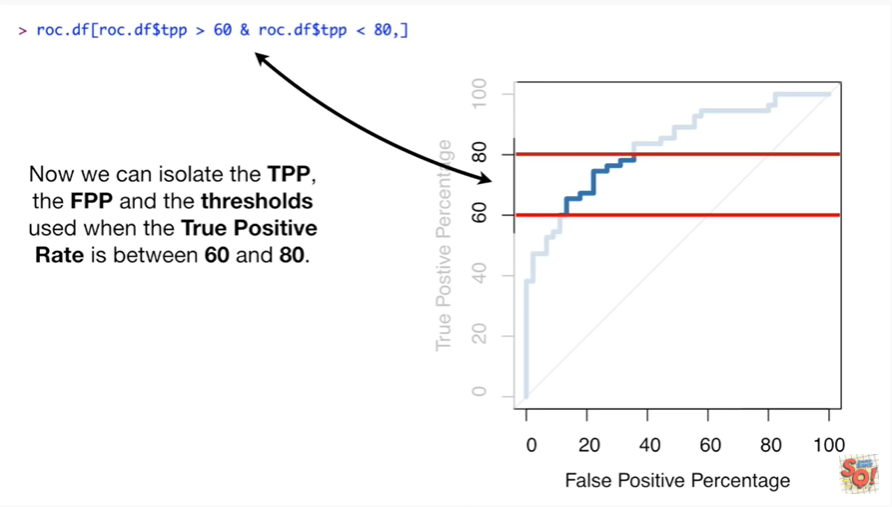 > roc.df[roc.df$tpp > 60 & roc.df$tpp < 80,]
Now we can isolate the TPP,
the FPP and the thresholds
used when the True Positive
Rate is between 60 and 80.
True Postive Percentage
100
80
60
40
20
0
0 20 40 60 80 100
False Positive Percentage
SQ!